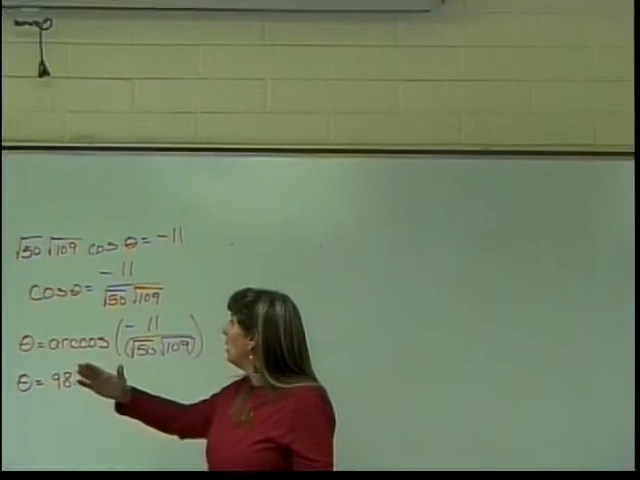 √50 √109 cos θ = -11
cos θ = -11 / √50 √109
θ = arccos ( -11 / √50 √109 )
θ = 98